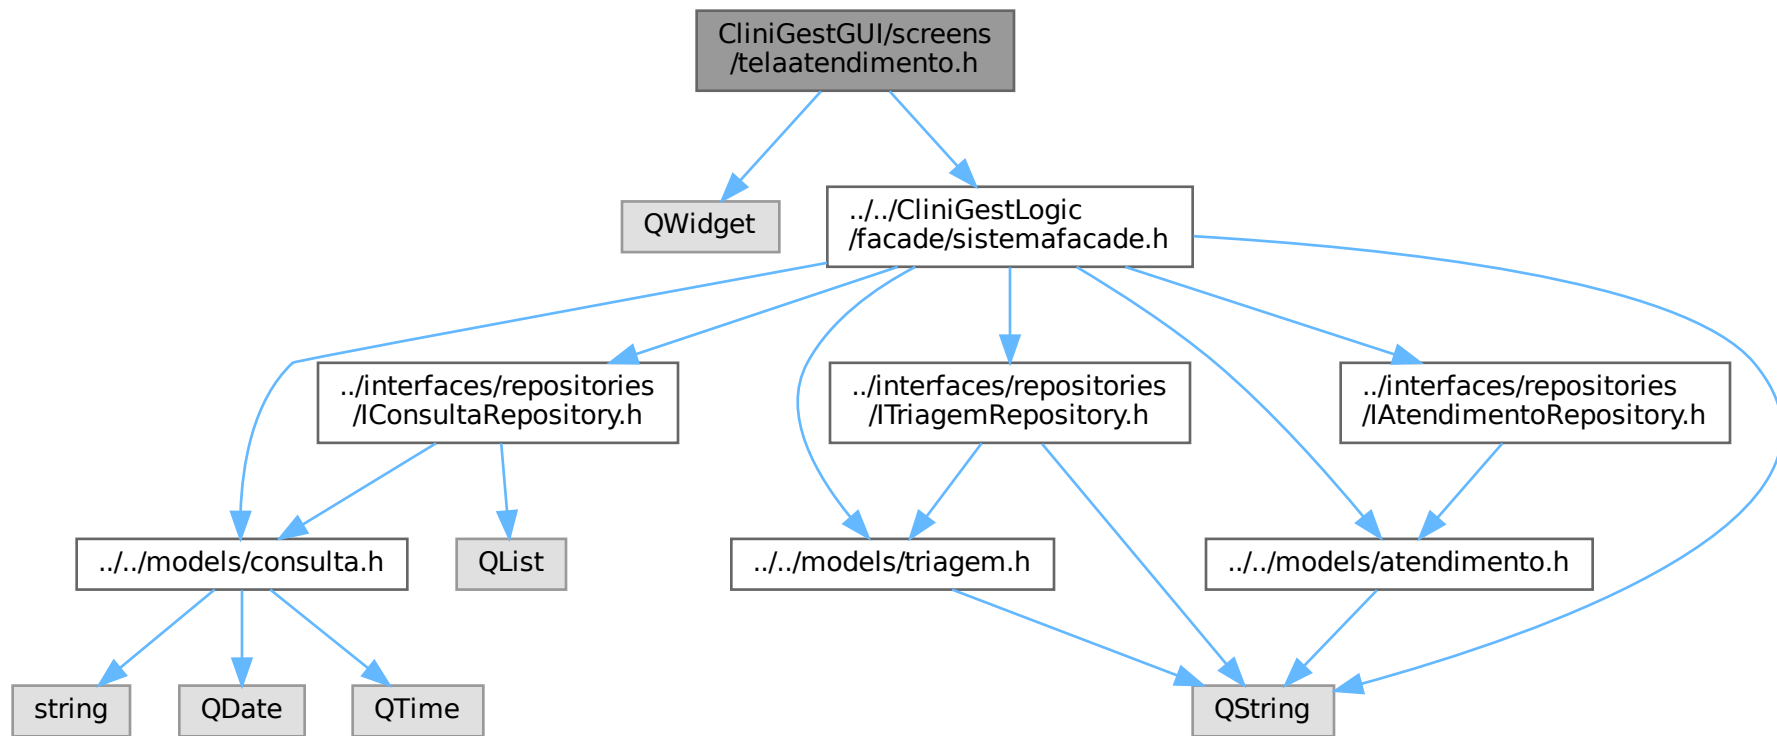 CliniGestGUI/screens
/telaatendimento.h
QWidget
../../CliniGestLogic
/facade/sistemafacade.h
../interfaces/repositories
/IConsultaRepository.h
../interfaces/repositories
/ITriagemRepository.h
../interfaces/repositories
/IAtendimentoRepository.h
../../models/consulta.h
QList
../../models/triagem.h
../../models/atendimento.h
string
QDate
QTime
QString